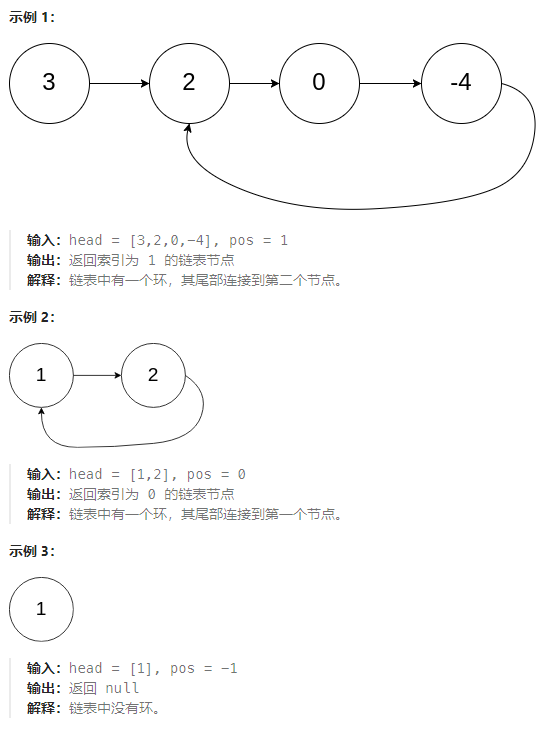 示例 1：
3 2 0 -4
输入：head = [3,2,0,-4], pos = 1
输出：返回索引为 1 的链表节点
解释：链表中有一个环，其尾部连接到第二个节点。
示例 2：
1 2
输入：head = [1,2], pos = 0
输出：返回索引为 0 的链表节点
解释：链表中有一个环，其尾部连接到第一个节点。
示例 3：
1
输入：head = [1], pos = -1
输出：返回 null
解释：链表中没有环。